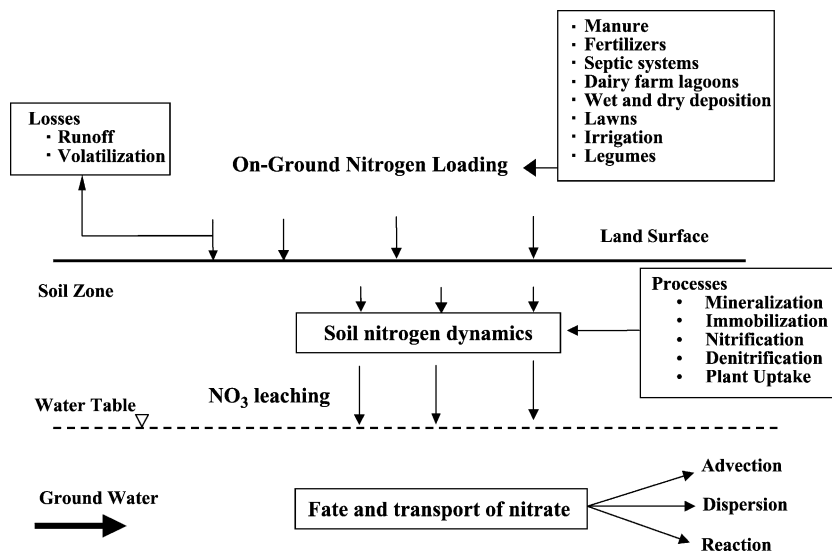 · Manure
· Fertilizers
· Septic systems
· Dairy farm lagoons
· Wet and dry deposition
· Lawns
· Irrigation
· Legumes
Losses
· Runoff
· Volatilization
On-Ground Nitrogen Loading
Land Surface
Soil Zone
Processes
• Mineralization
• Immobilization
• Nitrification
• Denitrification
• Plant Uptake
Soil nitrogen dynamics
NO₃ leaching
Water Table
Ground Water
Fate and transport of nitrate
Advection
Dispersion
Reaction